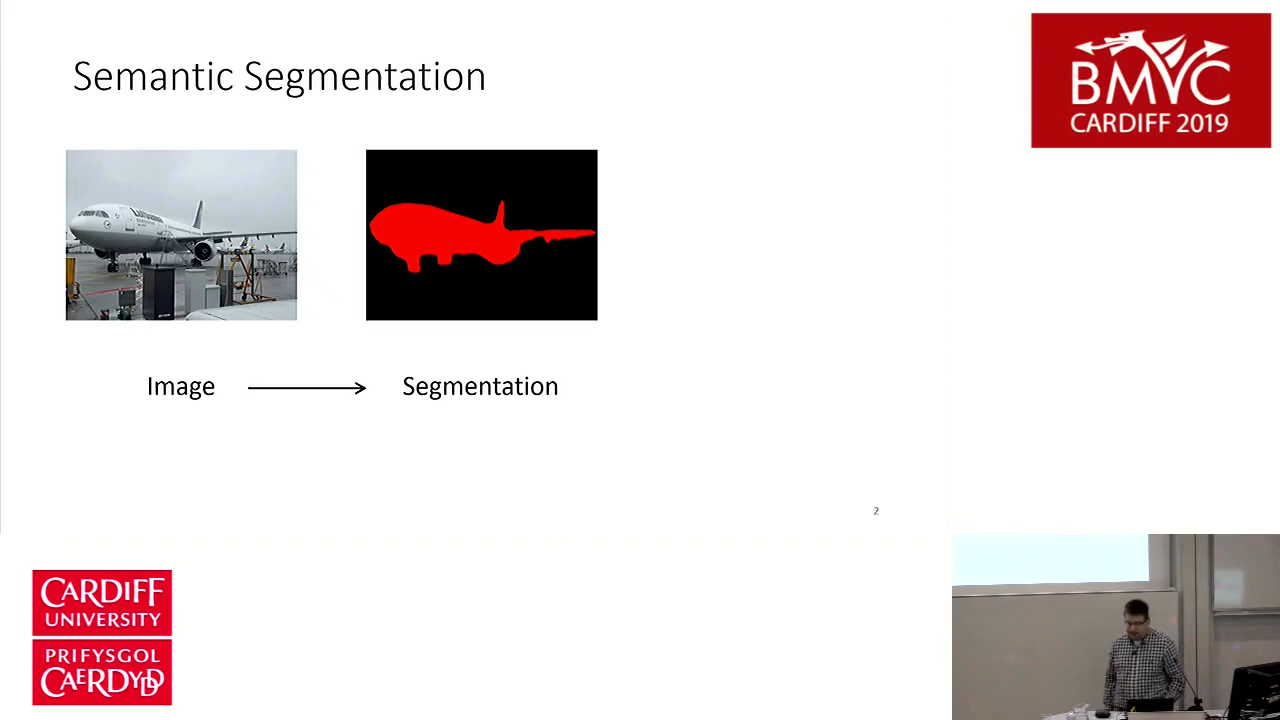 Semantic Segmentation
BMVC
CARDIFF 2019
Image
Segmentation
2
CARDIFF
UNIVERSITY
PRIFYSGOL
CAERDYDD